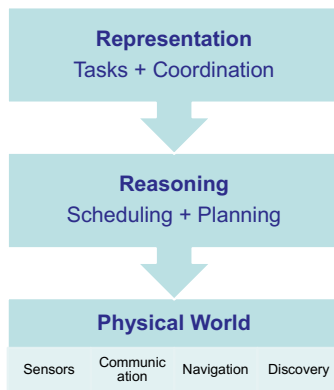 Representation
Tasks + Coordination
Reasoning
Scheduling + Planning
Physical World
Sensors
Communic
ation
Navigation
Discovery